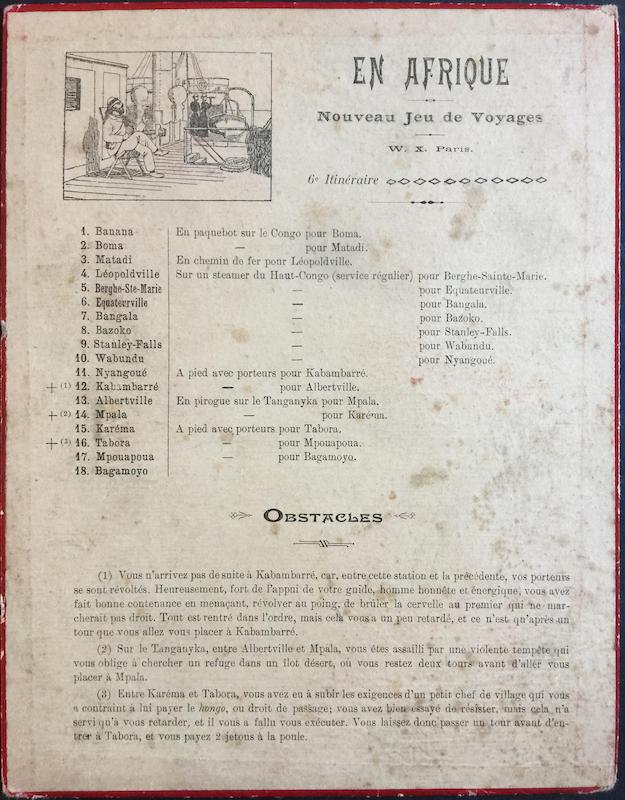 EN AFRIQUE
Nouveau Jeu de Voyages
W. X. Paris.
6e Itinéraire
1. Banana En paquebot sur le Congo pour Boma.
2. Boma — pour Matadi.
3. Matadi En chemin de fer pour Léopoldville.
4. Léopoldville Sur un steamer du Haut-Congo (service régulier) pour Berghe-Sainte-Marie.
5. Berghe-Ste-Marie — pour Equateurville.
6. Equateurville — pour Bangala.
7. Bangala — pour Bazoko.
8. Bazoko — pour Stanley-Falls.
9. Stanley-Falls — pour Wabundu.
10. Wabundu — pour Nyangoué.
11. Nyangoué A pied avec porteurs pour Kabambarré.
+ (1) 12. Kabambarré — pour Albertville.
13. Albertville En pirogue sur le Tanganyka pour Mpala.
+ (2) 14. Mpala — pour Karéma.
15. Karéma A pied avec porteurs pour Tabora.
+ (3) 16. Tabora — pour Mpouapoua.
17. Mpouapoua — pour Bagamoyo.
18. Bagamoyo
OBSTACLES
(1) Vous n'arrivez pas de suite à Kabambarré, car, entre cette station et la précédente, vos porteurs
se sont révoltés. Heureusement, fort de l'appui de votre guide, homme honnête et énergique, vous avez
fait bonne contenance en menaçant, révolver au poing, de brûler la cervelle au premier qui ne mar-
cherait pas droit. Tout est rentré dans l'ordre, mais cela vous a un peu retardé, et ce n'est qu'après un
tour que vous allez vous placer à Kabambarré.
(2) Sur le Tanganyka, entre Albertville et Mpala, vous êtes assailli par une violente tempête qui
vous oblige à chercher un refuge dans un îlot désert, où vous restez deux tours avant d'aller vous
placer à Mpala.
(3) Entre Karéma et Tabora, vous avez eu à subir les exigences d'un petit chef de village qui vous
a contraint à lui payer le hongo, ou droit de passage; vous avez bien essayé de résister, mais cela n'a
servi qu'à vous retarder, et il vous a fallu vous exécuter. Vous laissez donc passer un tour avant d'en-
trer à Tabora, et vous payez 2 jetons à la poule.